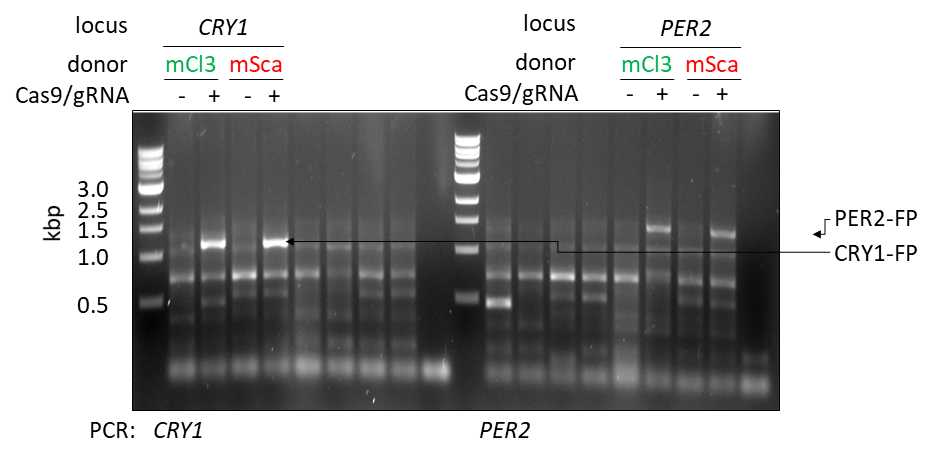 locus CRY1 locus PER2
donor mCl3 mSca donor mCl3 mSca
Cas9/gRNA - + - + Cas9/gRNA - + - +
kbp
3.0
2.5
1.5
1.0
0.5
PER2-FP
CRY1-FP
PCR: CRY1 PER2